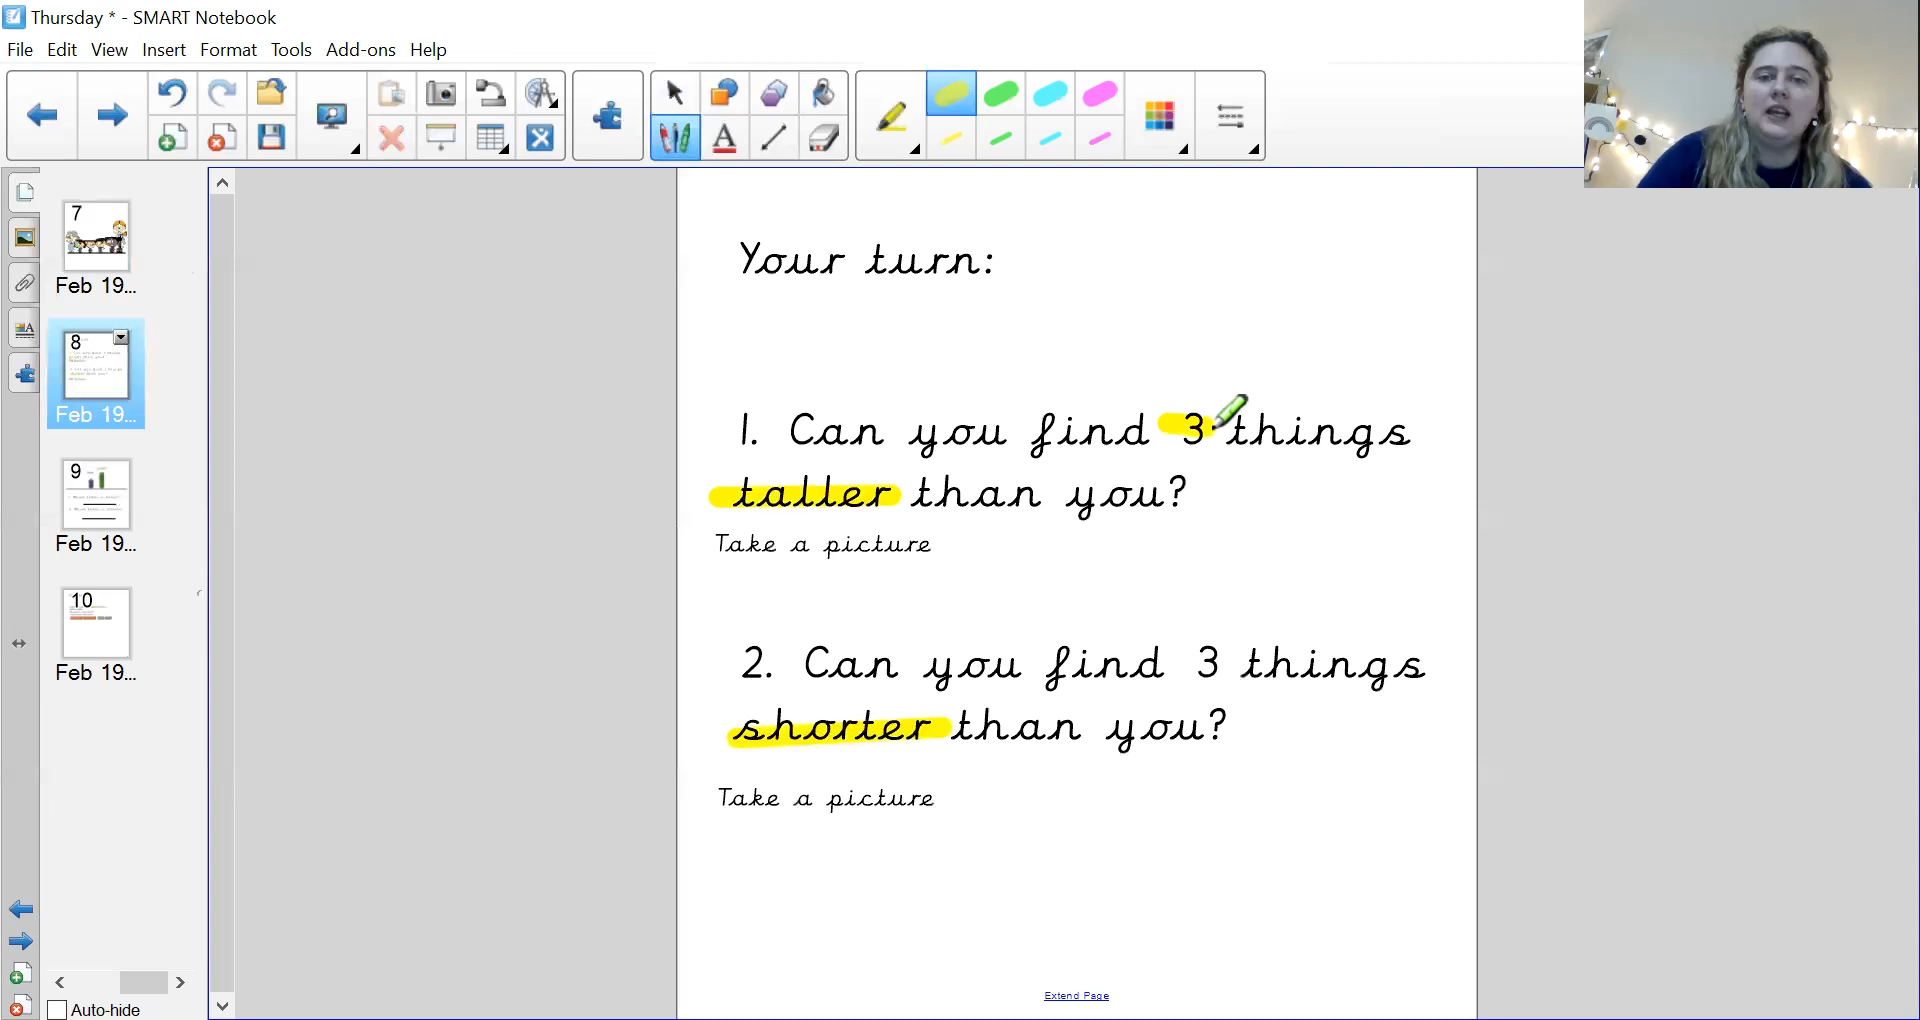 Thursday * - SMART Notebook
File Edit View Insert Format Tools Add-ons Help
7
Feb 19...
8
Feb 19...
9
Feb 19...
10
Feb 19...
Auto-hide
Your turn:
1. Can you find 3 things
taller than you?
Take a picture
2. Can you find 3 things
shorter than you?
Take a picture
Extend Page